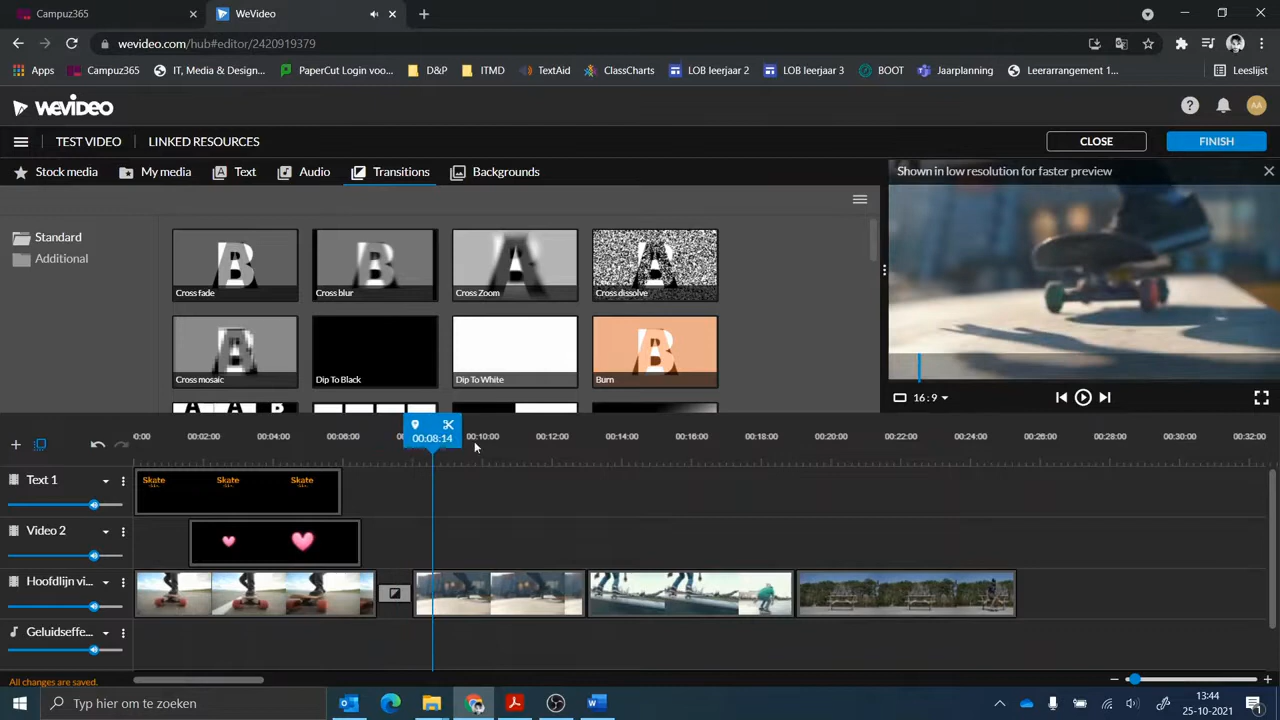 Campuz365
WeVideo
wevideo.com/hub#editor/2420919379
Apps
Campuz365
IT, Media & Design...
PaperCut Login voo...
D&P
ITMD
TextAid
ClassCharts
LOB leerjaar 2
LOB leerjaar 3
BOOT
Jaarplanning
Leerarrangement 1...
Leeslijst
WEVIDEO
AA
TEST VIDEO
LINKED RESOURCES
CLOSE
FINISH
Stock media
My media
Text
Audio
Transitions
Backgrounds
Shown in low resolution for faster preview
Standard
Additional
Cross fade
Cross blur
Cross Zoom
Cross dissolve
Cross mosaic
Dip To Black
Dip To White
Burn
16:9
0:00
00:02:00
00:04:00
00:06:00
00:08:14
00:10:00
00:12:00
00:14:00
00:16:00
00:18:00
00:20:00
00:22:00
00:24:00
00:26:00
00:28:00
00:30:00
00:32:00
Text 1
Skate
Skate
Skate
Video 2
Hoofdlijn vi...
Geluidseffe...
All changes are saved.
Typ hier om te zoeken
13:44
25-10-2021